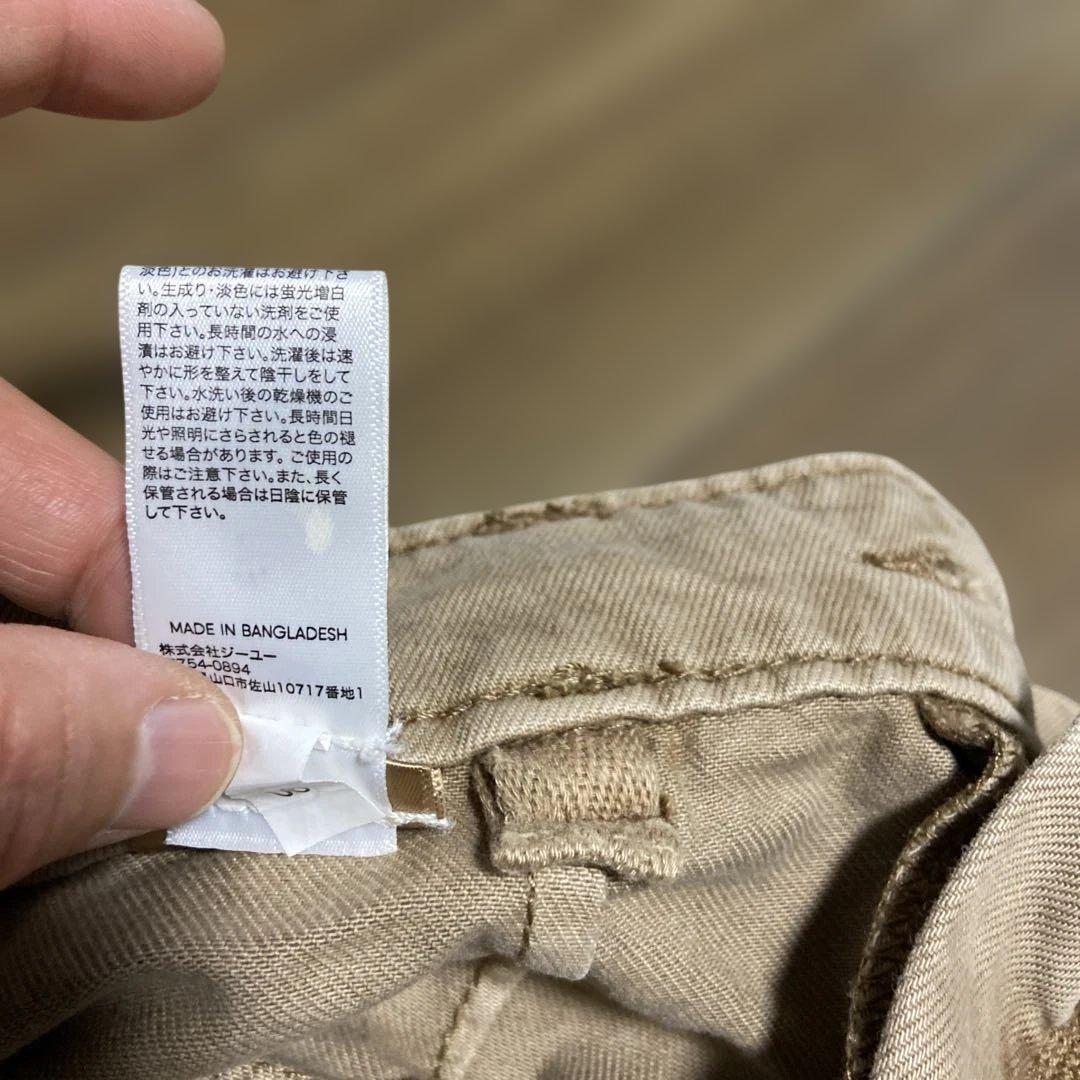 淡色)とのお洗濯はお避け下さ
い。生成り・淡色には蛍光増白
剤の入っていない洗剤をご使
用下さい。長時間の水への浸
漬はお避け下さい。洗濯後は速
やかに形を整えて陰干しをして
下さい。水洗い後の乾燥機のご
使用はお避け下さい。長時間日
光や照明にさらされると色の褪
せる場合があります。ご使用の
際はご注意下さい。また、長く
保管される場合は日陰に保管
して下さい。
MADE IN BANGLADESH
株式会社ジーユー
754-0894
山口市佐山10717番地1